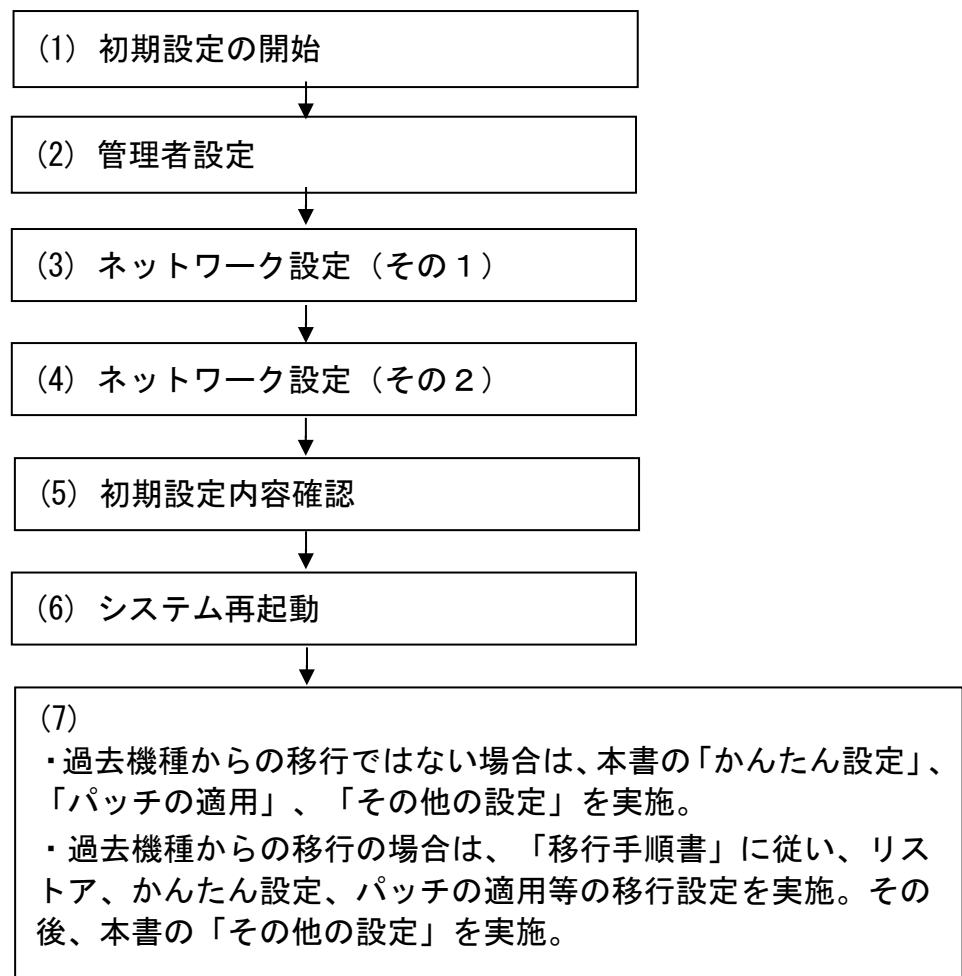 (1) 初期設定の開始
(2) 管理者設定
(3) ネットワーク設定（その１）
(4) ネットワーク設定（その２）
(5) 初期設定内容確認
(6) システム再起動
(7)
・過去機種からの移行ではない場合は、本書の「かんたん設定」、
「パッチの適用」、「その他の設定」を実施。
・過去機種からの移行の場合は、「移行手順書」に従い、リス
トア、かんたん設定、パッチの適用等の移行設定を実施。その
後、本書の「その他の設定」を実施。